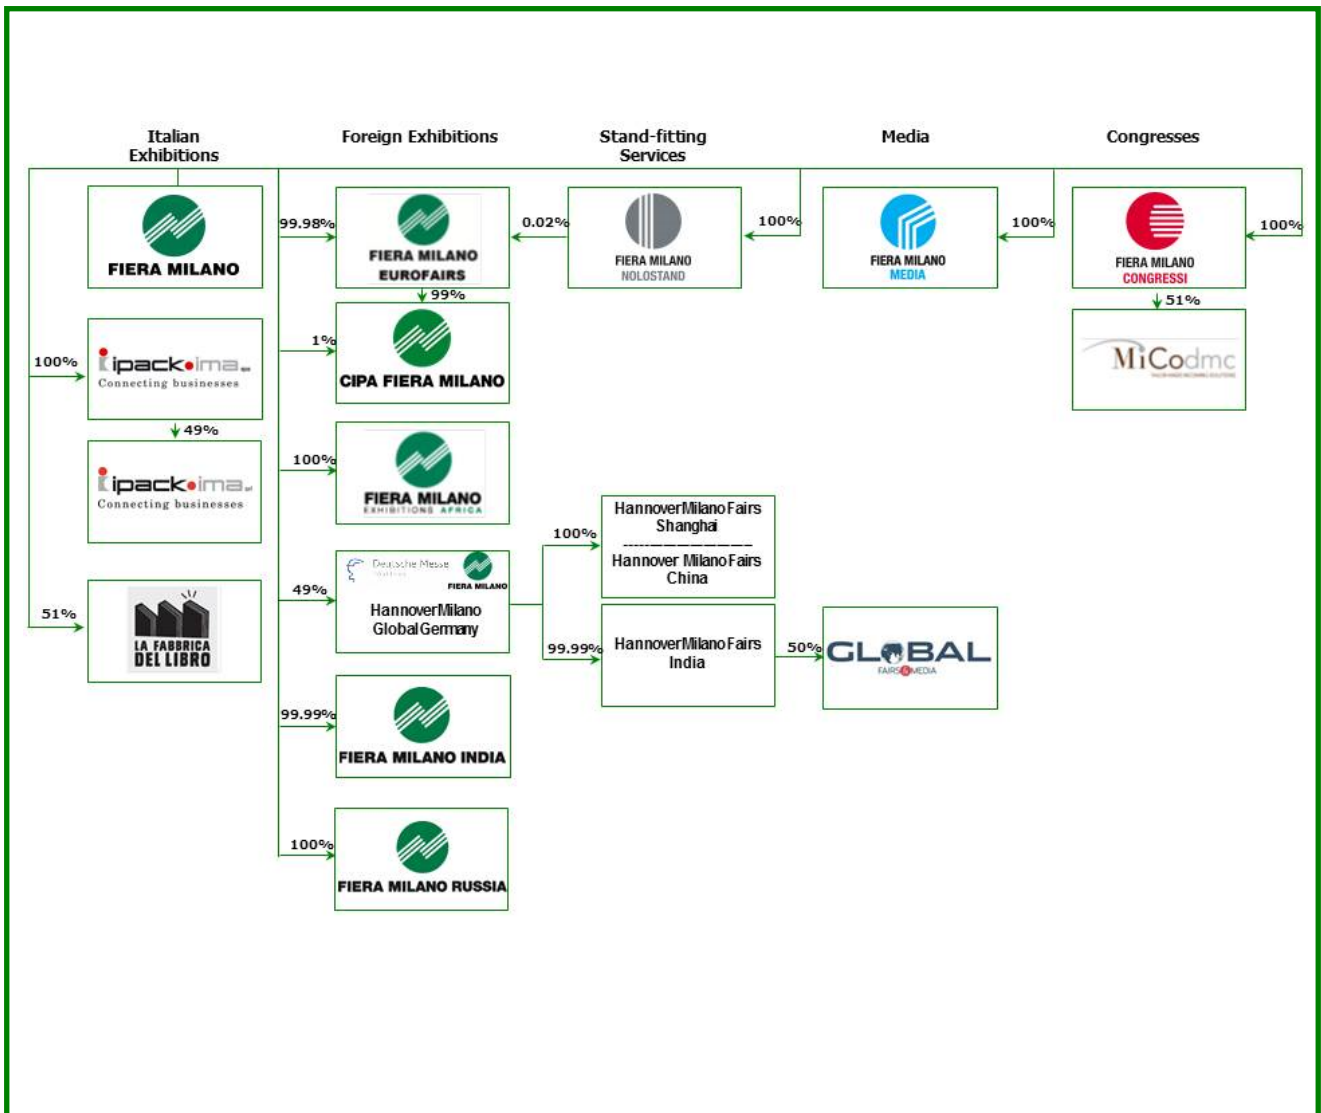 Italian
Exhibitions
Foreign Exhibitions
Stand-fitting
Services
Media
Congresses
FIERA MILANO
99.98%
FIERA MILANO
EUROFAIRS
0.02%
FIERA MILANO
NOLOSTAND
100%
FIERA MILANO
MEDIA
100%
FIERA MILANO
CONGRESSI
100%
99%
51%
100%
ipack•ima
Connecting businesses
1%
CIPA FIERA MILANO
MiCodmc
49%
ipack•ima
Connecting businesses
100%
FIERA MILANO
EXHIBITIONS AFRICA
51%
LA FABBRICA
DEL LIBRO
49%
Deutsche Messe
FIERA MILANO
HannoverMilano
Global Germany
100%
HannoverMilano Fairs
Shanghai
Hannover Milano Fairs
China
99.99%
HannoverMilano Fairs
India
50%
GLOBAL
FAIRS&MEDIA
99.99%
FIERA MILANO INDIA
100%
FIERA MILANO RUSSIA